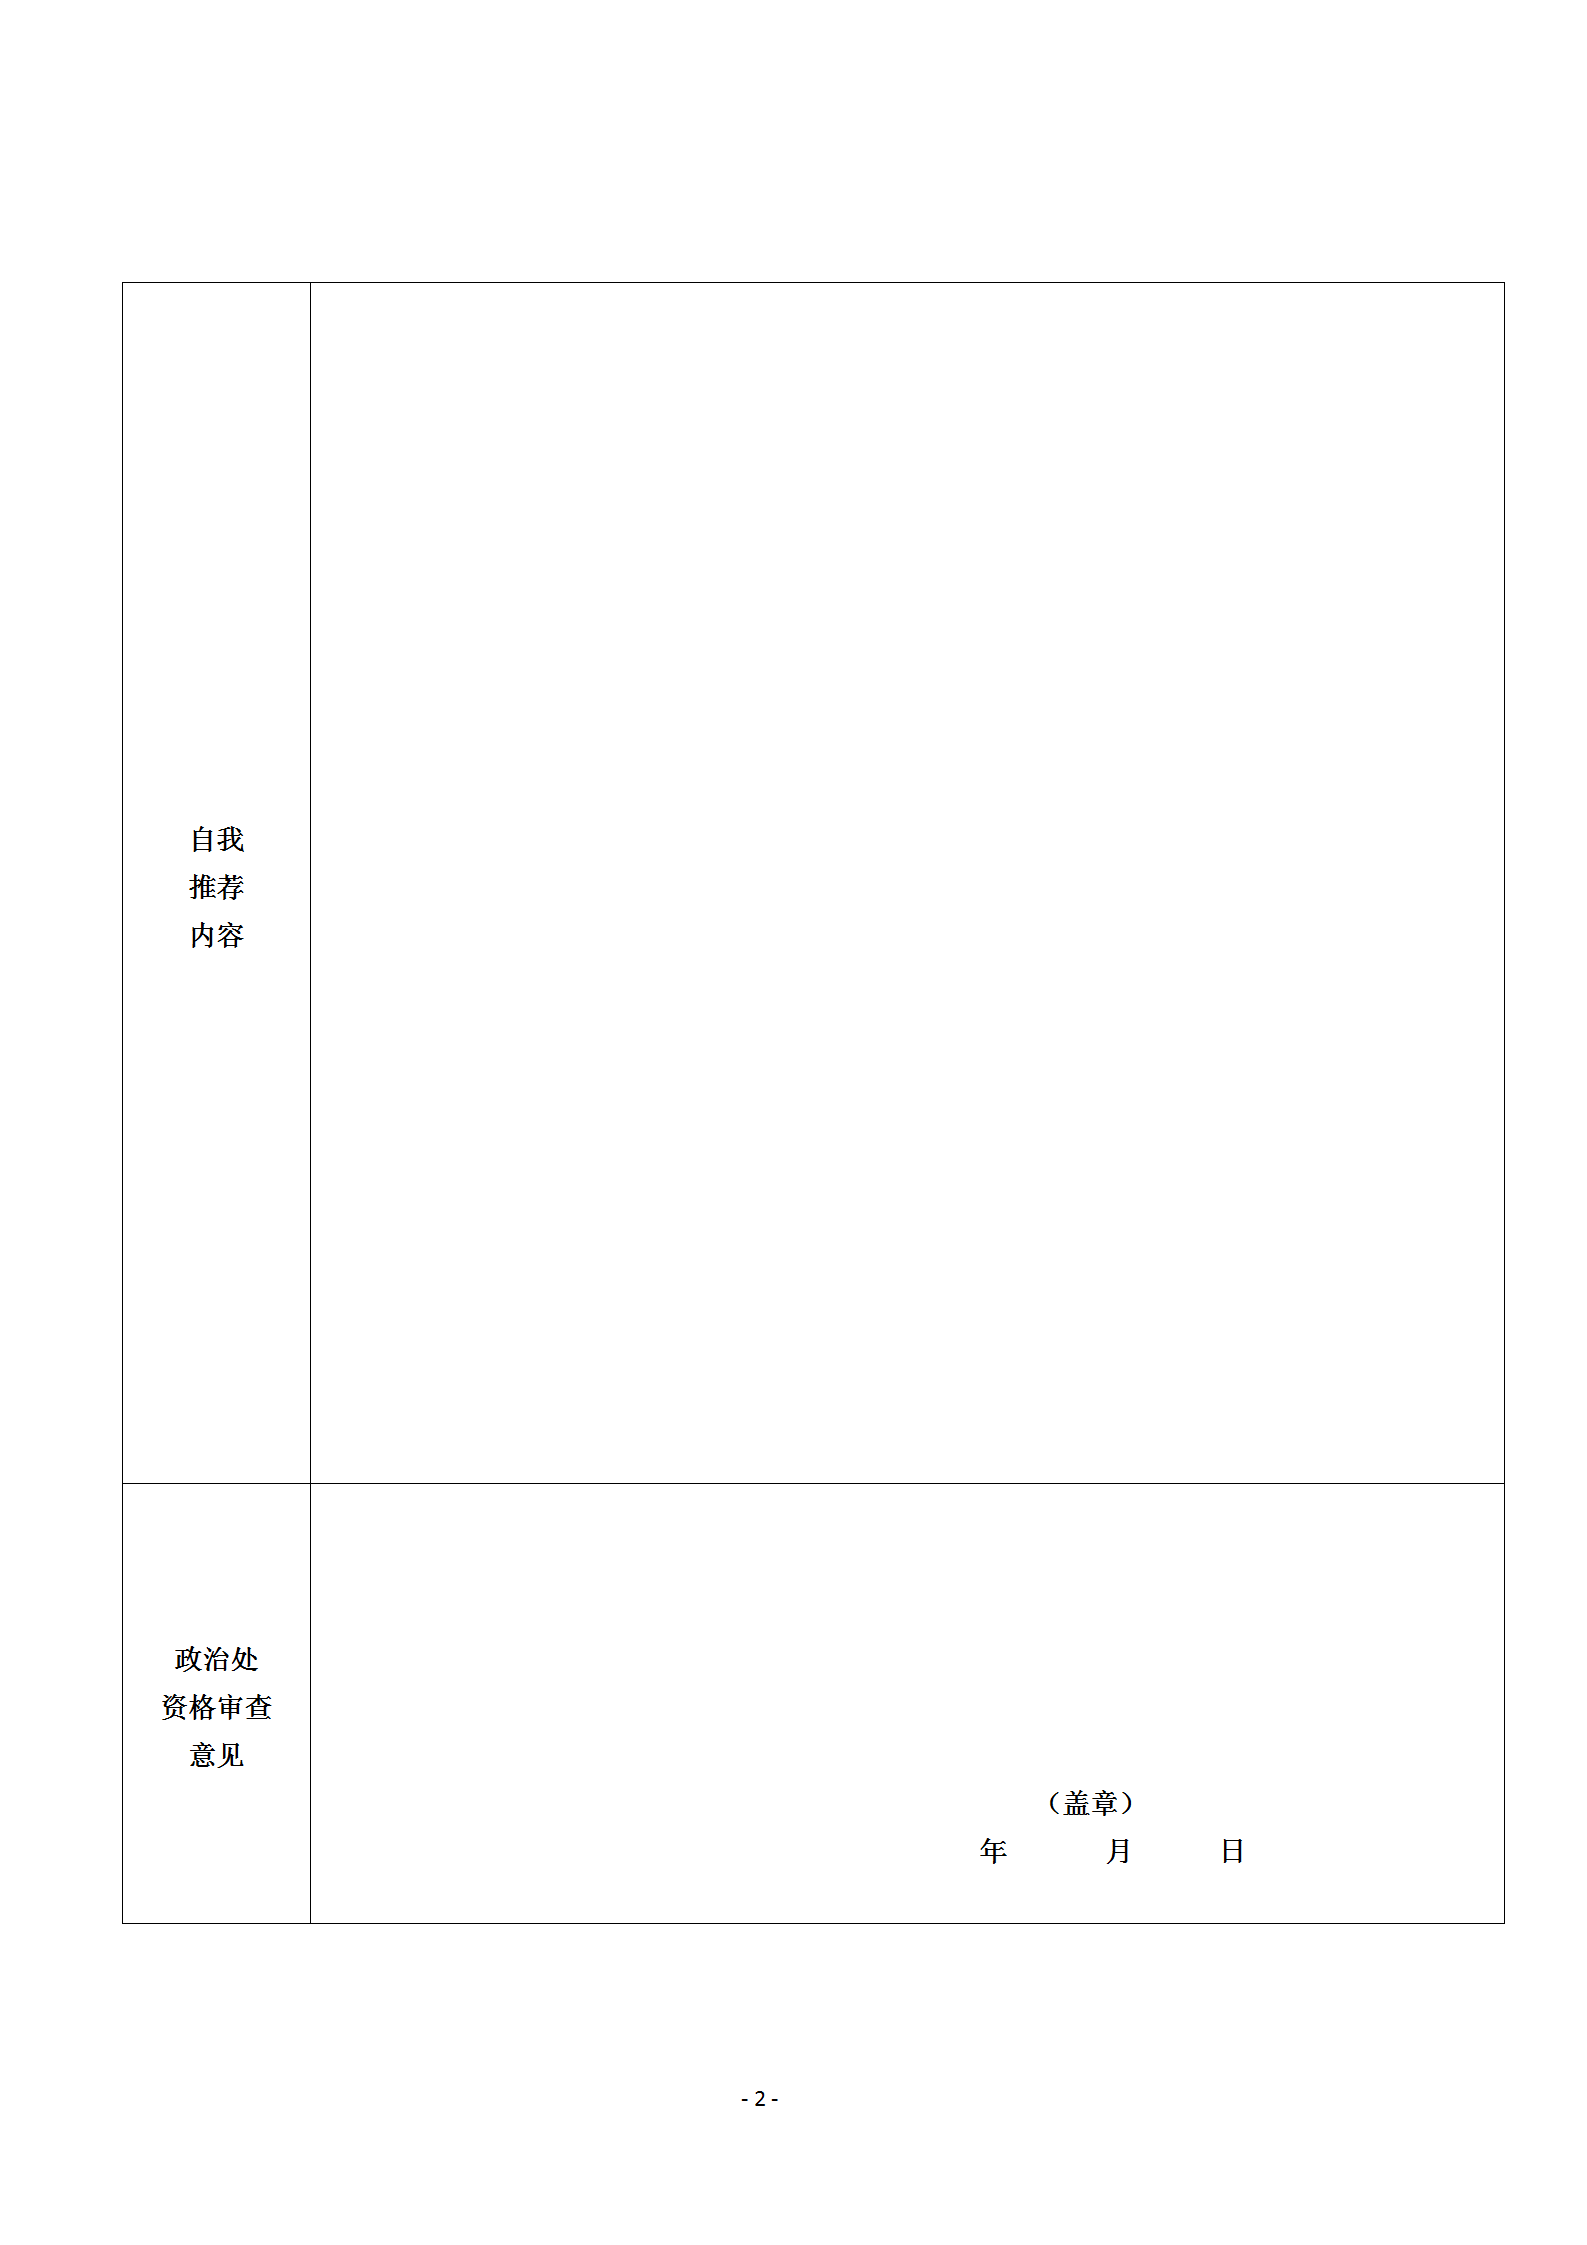 自我
推荐
内容
政治处
资格审查
意见
（盖章）
年 月 日
- 2 -